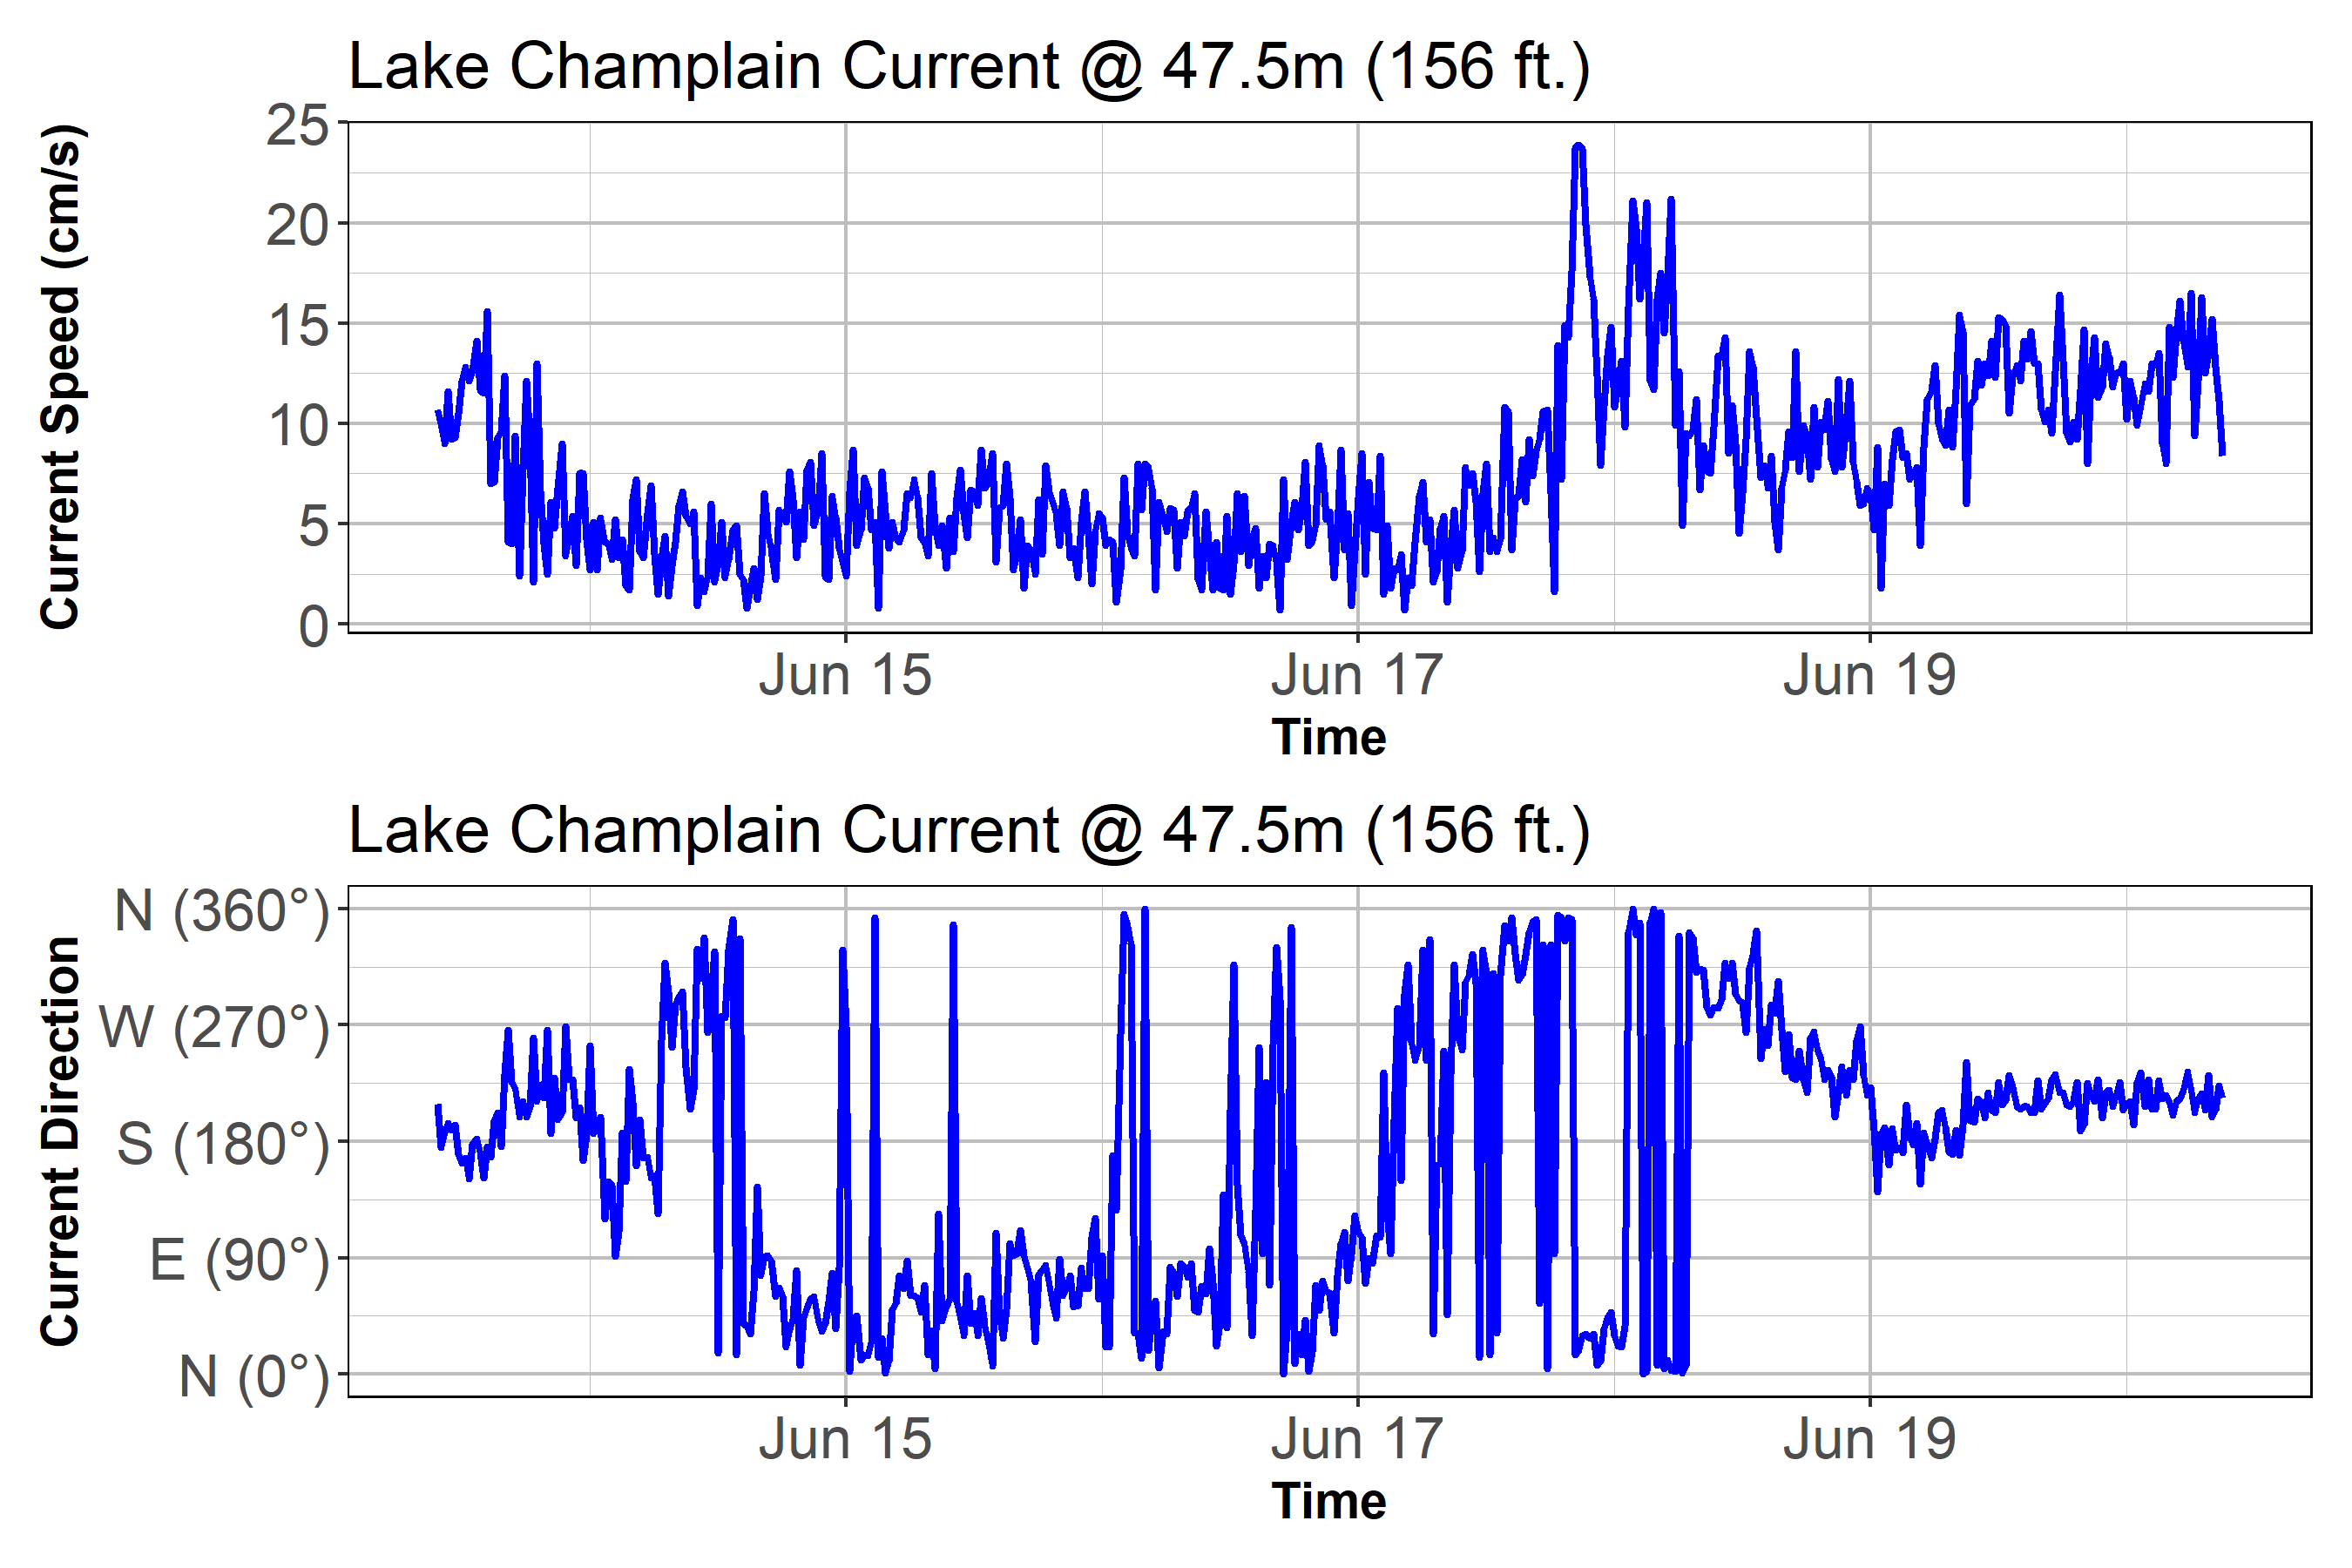 Lake Champlain Current @ 47.5m (156 ft.)
Current Speed (cm/s)
25
20
15
10
5
0
Jun 15 Jun 17 Jun 19
Time
Lake Champlain Current @ 47.5m (156 ft.)
Current Direction
N (360°)
W (270°)
S (180°)
E (90°)
N (0°)
Jun 15 Jun 17 Jun 19
Time